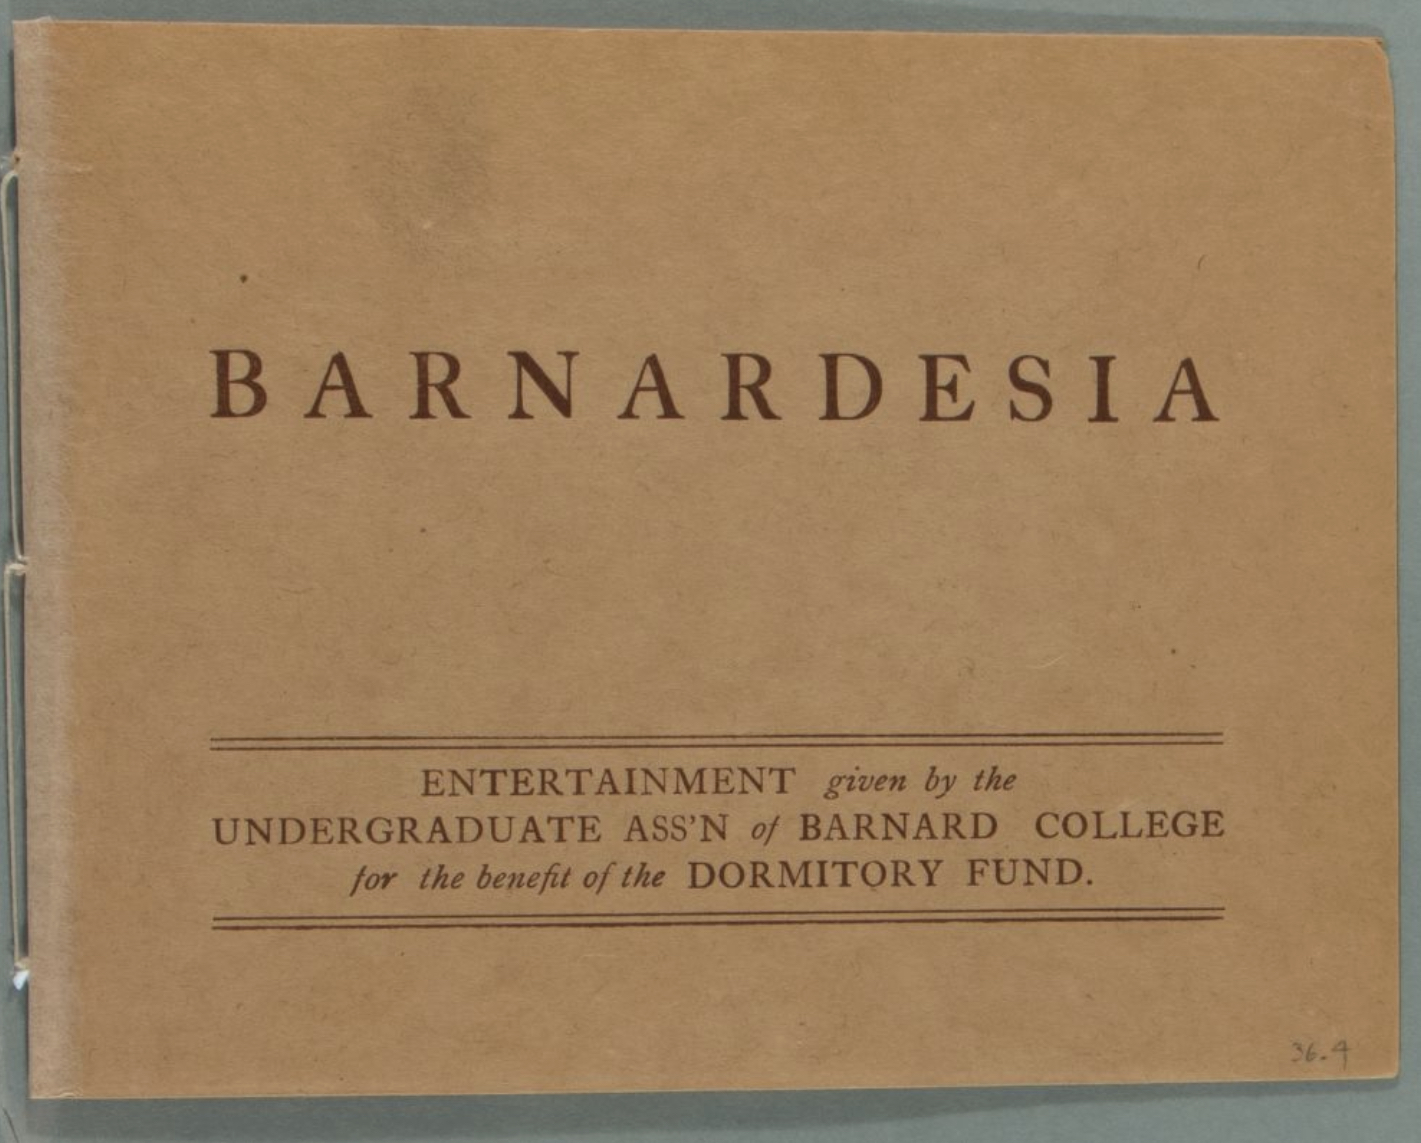 BARNARDESIA
ENTERTAINMENT given by the
UNDERGRADUATE ASS'N of BARNARD COLLEGE
for the benefit of the DORMITORY FUND.
36.4